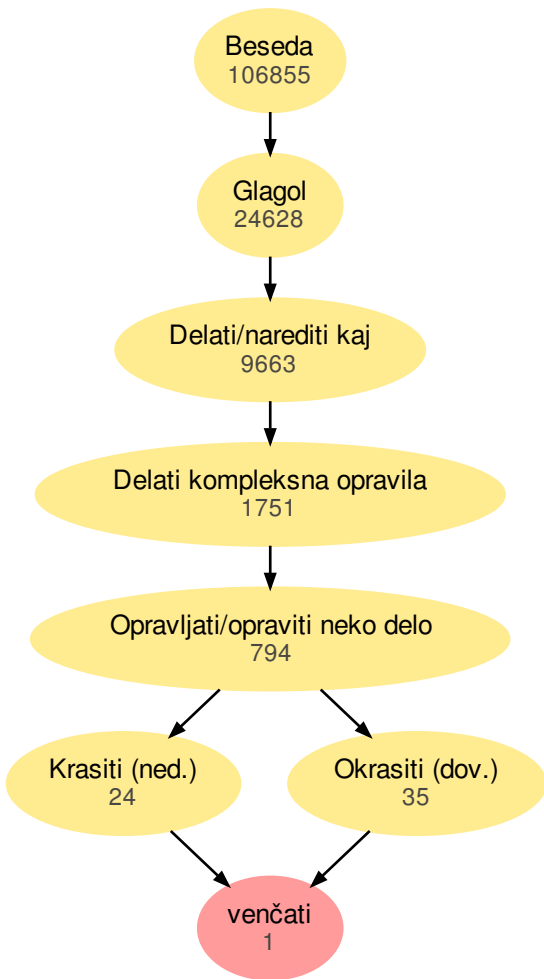 Beseda
106855
Glagol
24628
Delati/narediti kaj
9663
Delati kompleksna opravila
1751
Opravljati/opraviti neko delo
794
Krasiti (ned.)
24
Okrasiti (dov.)
35
venčati
1